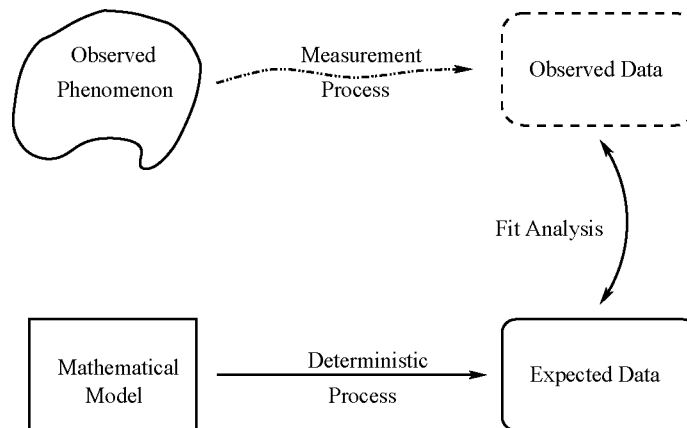 Observed
Phenomenon
Measurement
Process
Observed Data
Fit Analysis
Mathematical
Model
Deterministic
Process
Expected Data